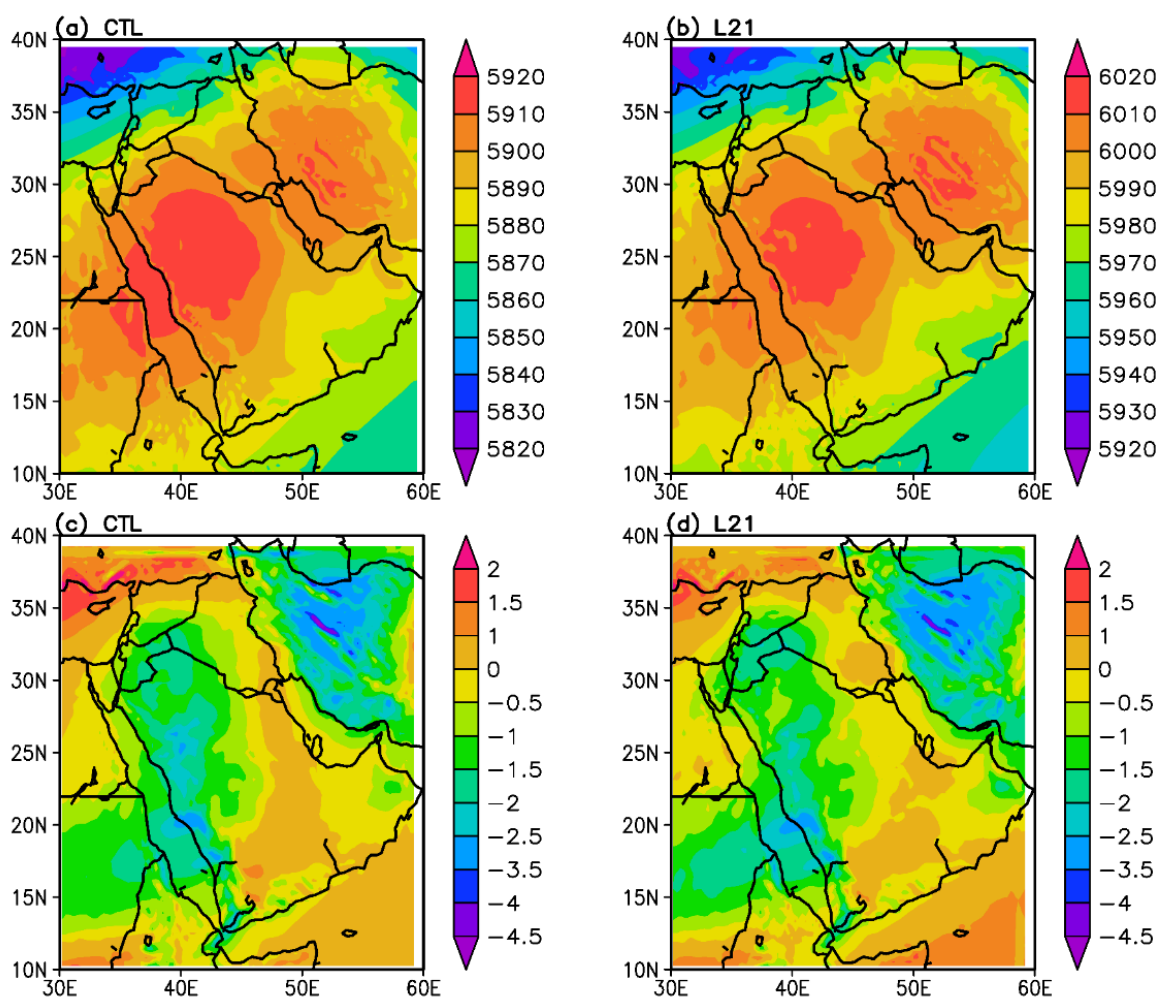 (a) CTL
40N
35N
30N
25N
20N
15N
10N
30E 40E 50E 60E
5920
5910
5900
5890
5880
5870
5860
5850
5840
5830
5820
(b) L21
40N
35N
30N
25N
20N
15N
10N
30E 40E 50E 60E
6020
6010
6000
5990
5980
5970
5960
5950
5940
5930
5920
(c) CTL
40N
35N
30N
25N
20N
15N
10N
30E 40E 50E 60E
2
1.5
1
0
−0.5
−1
−1.5
−2
−2.5
−3.5
−4
−4.5
(d) L21
40N
35N
30N
25N
20N
15N
10N
30E 40E 50E 60E
2
1.5
1
0
−0.5
−1
−1.5
−2
−2.5
−3.5
−4
−4.5